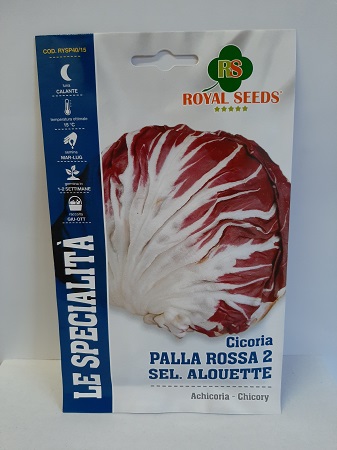 COD. RYSP40/15
RS
ROYAL SEEDS
luna
CALANTE
temperatura ottimale
15 °C
semina
MAR-LUG
germina in
1-2 SETTIMANE
raccolta
GIU-OTT
LE SPECIALITÀ
Cicoria
PALLA ROSSA 2
SEL. ALOUETTE
Achicoria - Chicory